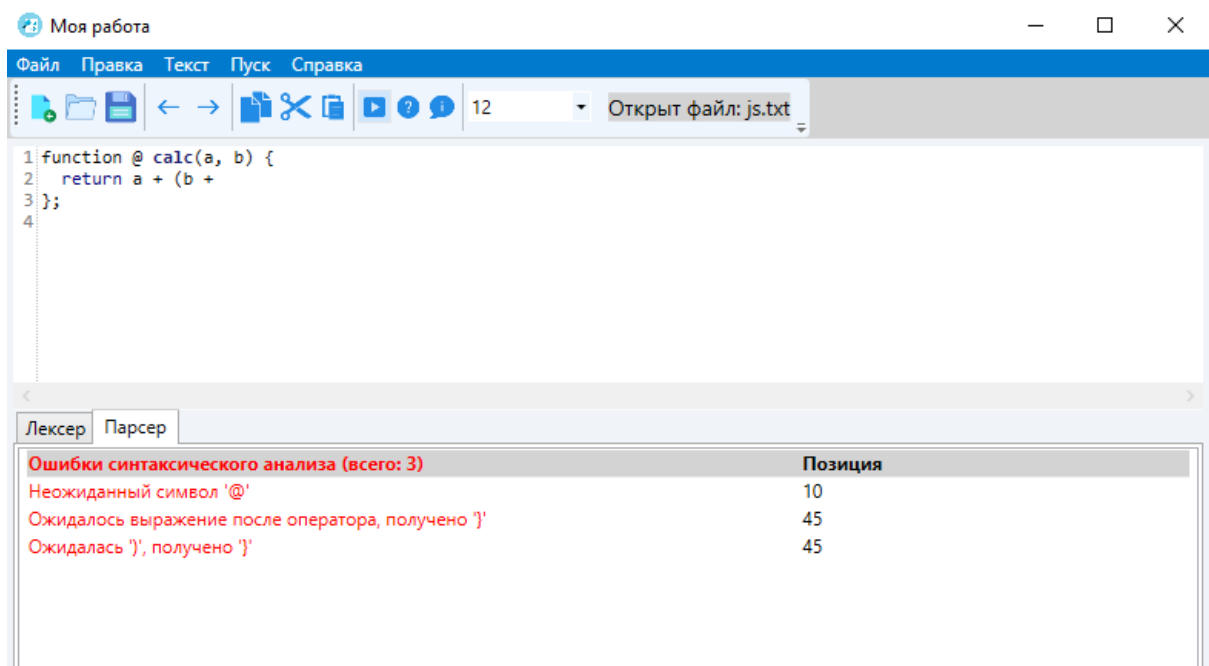 Моя работа
Файл Правка Текст Пуск Справка
12 Открыт файл: js.txt
1 function @ calc(a, b) {
2 return a + (b +
3 };
4
Лексер Парсер
Ошибки синтаксического анализа (всего: 3) Позиция
Неожиданный символ '@' 10
Ожидалось выражение после оператора, получено '}' 45
Ожидалась ')', получено '}' 45